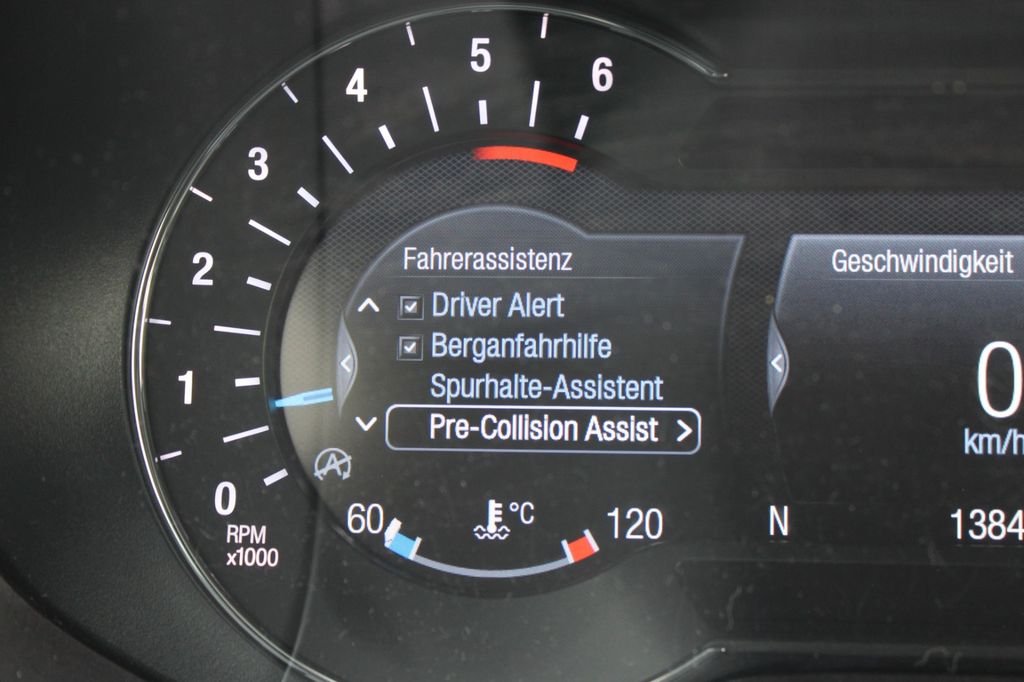 6
5
4
3
2
1
0
RPM
x1000
Fahrerassistenz
Driver Alert
Berganfahrhilfe
Spurhalte-Assistent
Pre-Collision Assist >
A
60
°C
120
Geschwindigkeit
0
km/h
N
1384